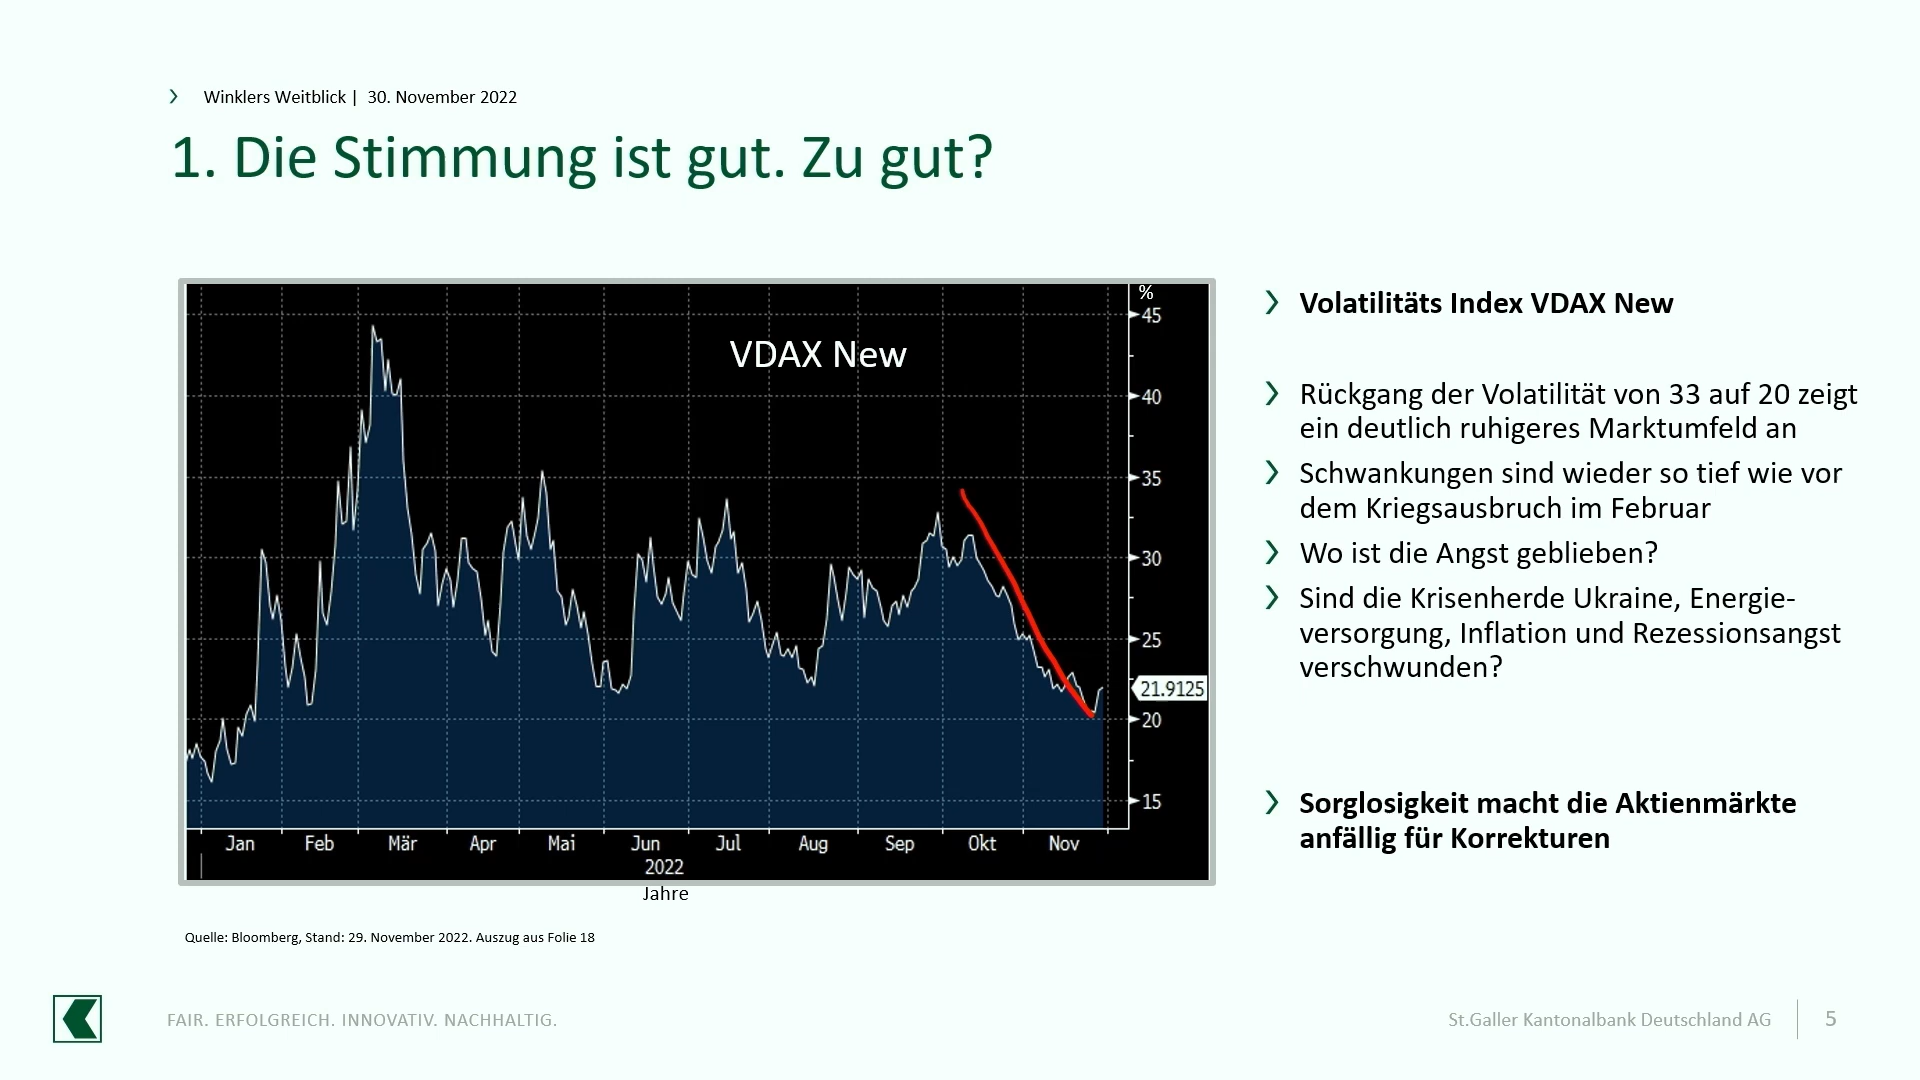 Winklers Weitblick | 30. November 2022
1. Die Stimmung ist gut. Zu gut?
%
VDAX New
45
40
35
30
25
21.9125
20
15
Jan Feb Mär Apr Mai Jun Jul Aug Sep Okt Nov
2022
Jahre
Quelle: Bloomberg, Stand: 29. November 2022. Auszug aus Folie 18
Volatilitäts Index VDAX New
Rückgang der Volatilität von 33 auf 20 zeigt
ein deutlich ruhigeres Marktumfeld an
Schwankungen sind wieder so tief wie vor
dem Kriegsausbruch im Februar
Wo ist die Angst geblieben?
Sind die Krisenherde Ukraine, Energie-
versorgung, Inflation und Rezessionsangst
verschwunden?
Sorglosigkeit macht die Aktienmärkte
anfällig für Korrekturen
FAIR. ERFOLGREICH. INNOVATIV. NACHHALTIG.
St.Galler Kantonalbank Deutschland AG
5